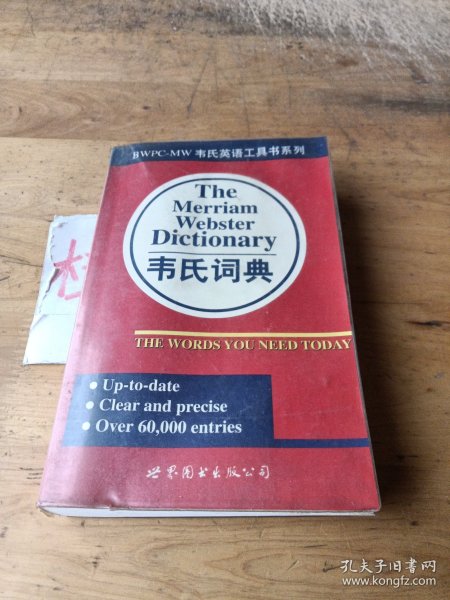 BWPC-MW 韦氏英语工具书系列
The
Merriam
Webster
Dictionary
韦氏词典
THE WORDS YOU NEED TODAY
• Up-to-date
• Clear and precise
• Over 60,000 entries
世界图书出版公司
孔夫子旧书网
www.kongfz.com